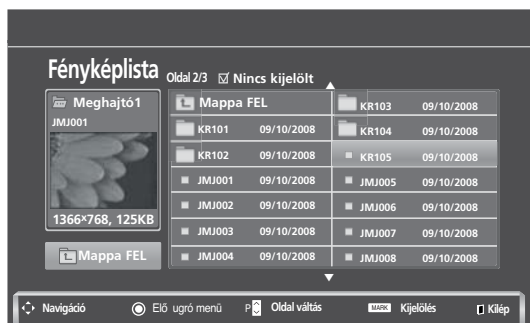 Fényképlista Oldal 2/3 Nincs kijelölt
Meghajtó1
JMJ001
1366×768, 125KB
Mappa FEL
Mappa FEL
KR101 09/10/2008
KR102 09/10/2008
JMJ001 09/10/2008
JMJ002 09/10/2008
JMJ003 09/10/2008
JMJ004 09/10/2008
KR103 09/10/2008
KR104 09/10/2008
KR105 09/10/2008
JMJ005 09/10/2008
JMJ006 09/10/2008
JMJ007 09/10/2008
JMJ008 09/10/2008
Navigáció Elő ugró menü P Oldal váltás MARK Kijelölés Kilép